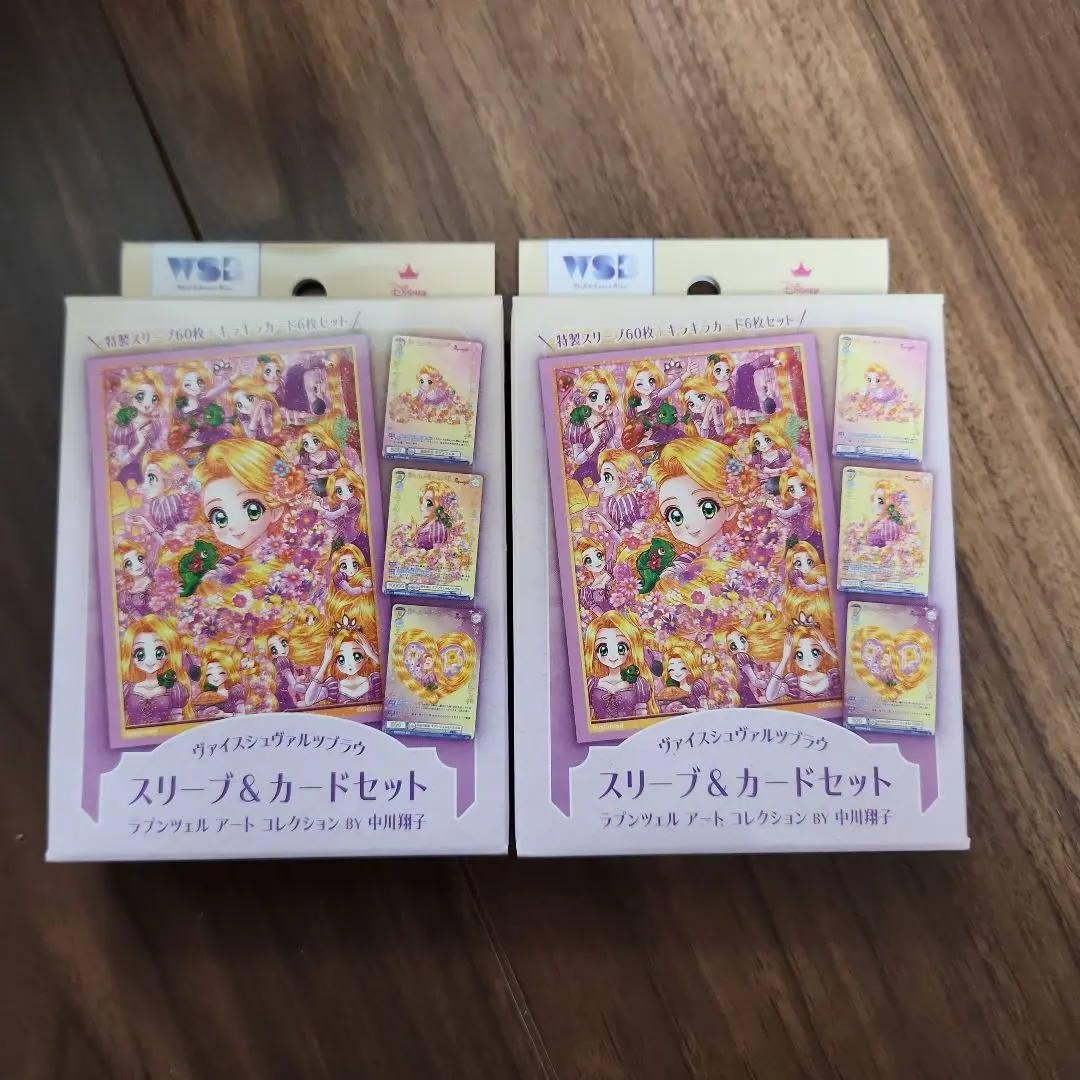 WSB
Weiß Schwarz Blau
Disney
特製スリーブ60枚+キラキラカード6枚セット
ヴァイスシュヴァルツブラウ
スリーブ&カードセット
ラプンツェル アート コレクション BY 中川翔子
WSB
Weiß Schwarz Blau
Disney
特製スリーブ60枚+キラキラカード6枚セット
ヴァイスシュヴァルツブラウ
スリーブ&カードセット
ラプンツェル アート コレクション BY 中川翔子